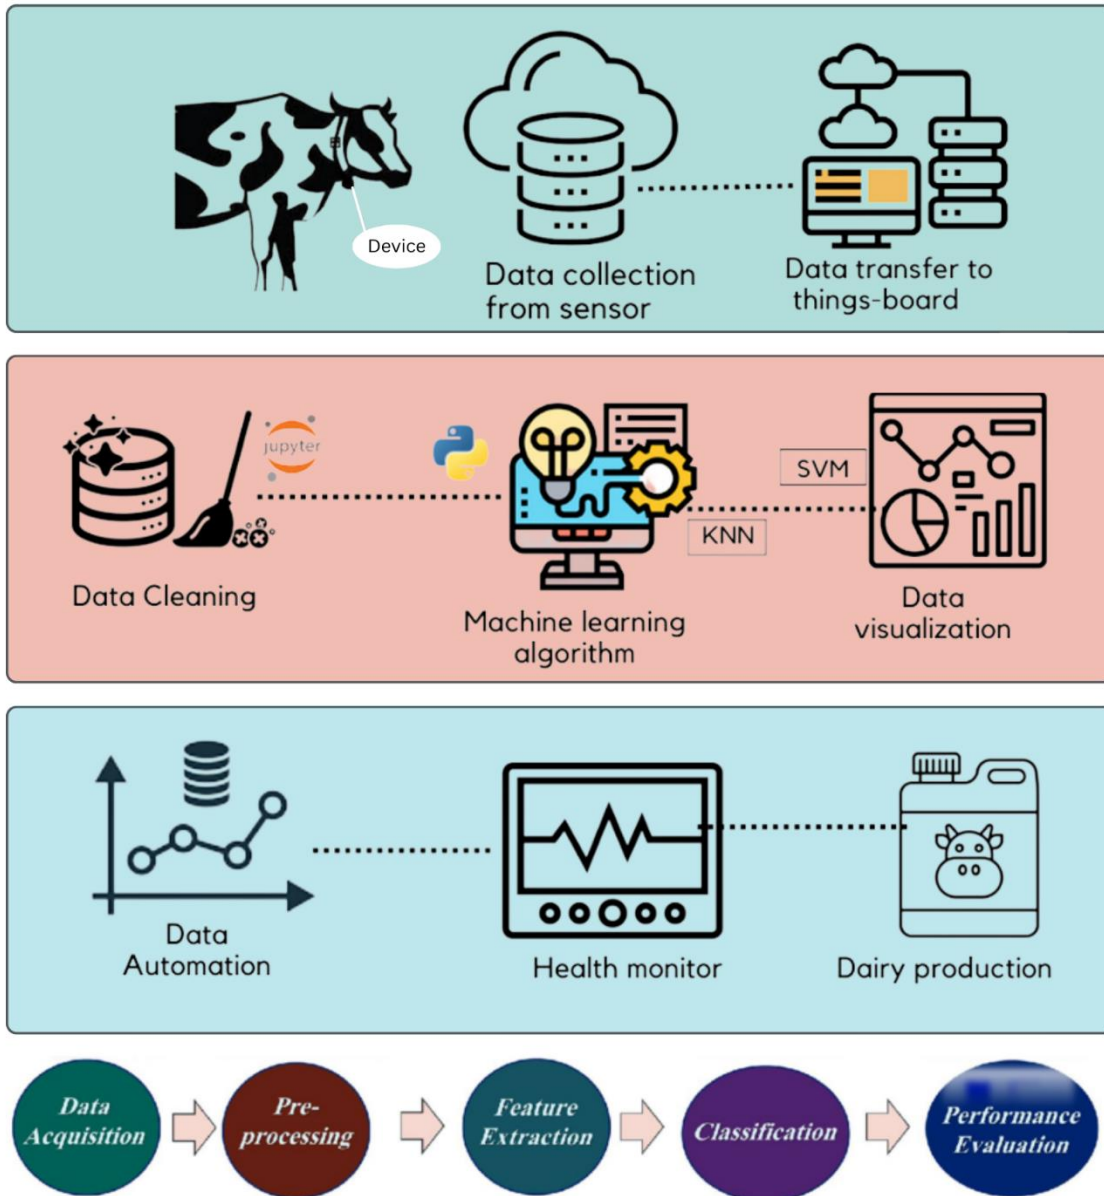 Device
Data collection
from sensor
Data transfer to
things-board
jupyter
SVM
KNN
Data Cleaning
Machine learning
algorithm
Data
visualization
Data
Automation
Health monitor
Dairy production
Data
Acquisition
Pre-
processing
Feature
Extraction
Classification
Performance
Evaluation